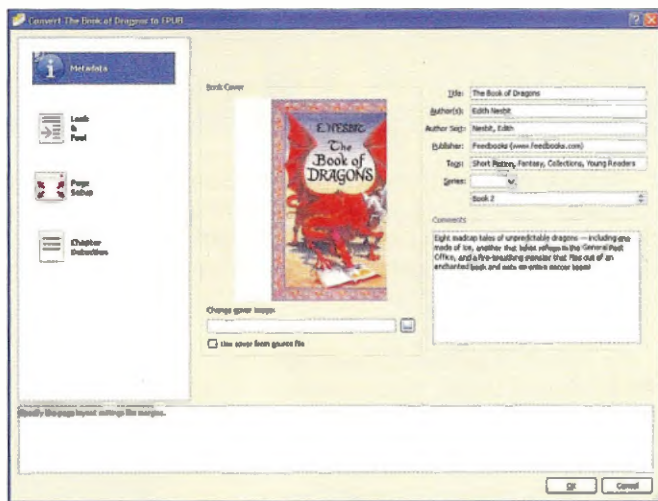 Convert The Book of Dragons to EPUB
Metadata
Look
&
Feel
Page
Setup
Chapter
Detection
Book Cover
E.NESBIT
The
Book of
DRAGONS
Change cover image:
Use cover from source file
Title: The Book of Dragons
Author(s): Edith Nesbit
Author Sort: Nesbit, Edith
Publisher: Feedbooks (www.feedbooks.com)
Tags: Short Fiction, Fantasy, Collections, Young Readers
Series:
Book 2
Comments
Eight madcap tales of unpredictable dragons — including one
made of ice, another that takes refuge in the General Post
Office, and a fire-breathing monster that flies out of an
enchanted book and eats an entire soccer team!
Specify the page layout settings like margins.
OK
Cancel